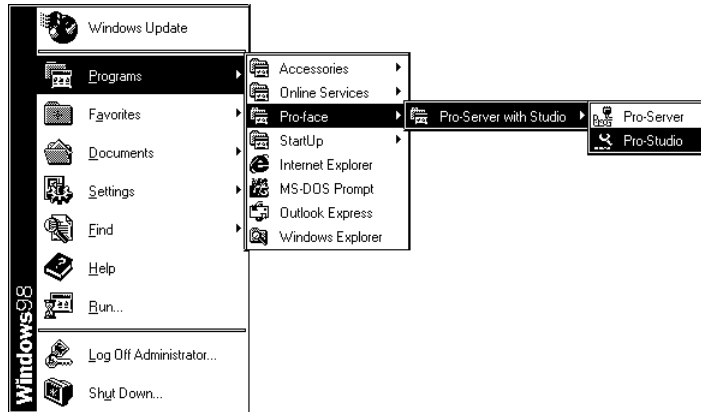 Windows Update
Programs
Favorites
Documents
Settings
Find
Help
Run...
Log Off Administrator...
Shut Down...
Windows98
Accessories
Online Services
Pro-face
StartUp
Internet Explorer
MS-DOS Prompt
Outlook Express
Windows Explorer
Pro-Server with Studio
Pro-Server
Pro-Studio